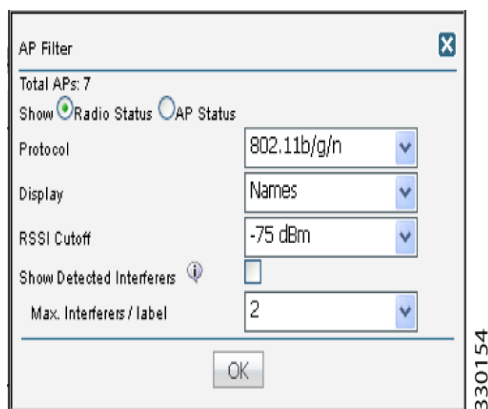 AP Filter
Total APs: 7
Show Radio Status AP Status
Protocol 802.11b/g/n
Display Names
RSSI Cutoff -75 dBm
Show Detected Interferers
Max. Interferers / label 2
OK
330154